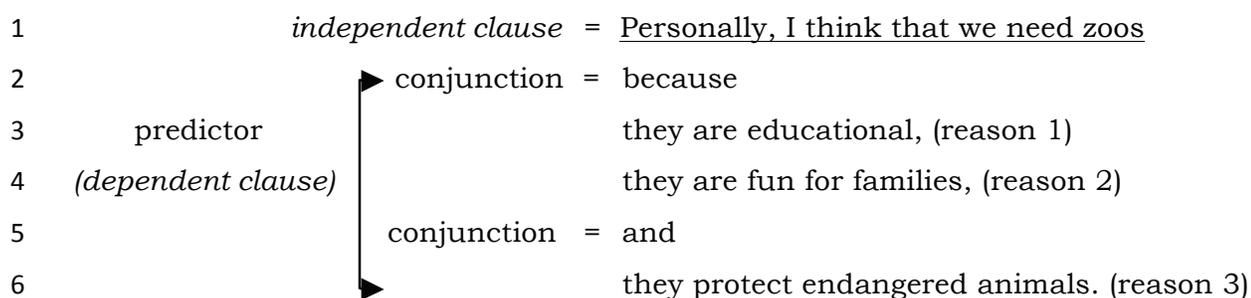 1 independent clause = Personally, I think that we need zoos
2 conjunction = because
3 predictor they are educational, (reason 1)
4 (dependent clause) they are fun for families, (reason 2)
5 conjunction = and
6 they protect endangered animals. (reason 3)